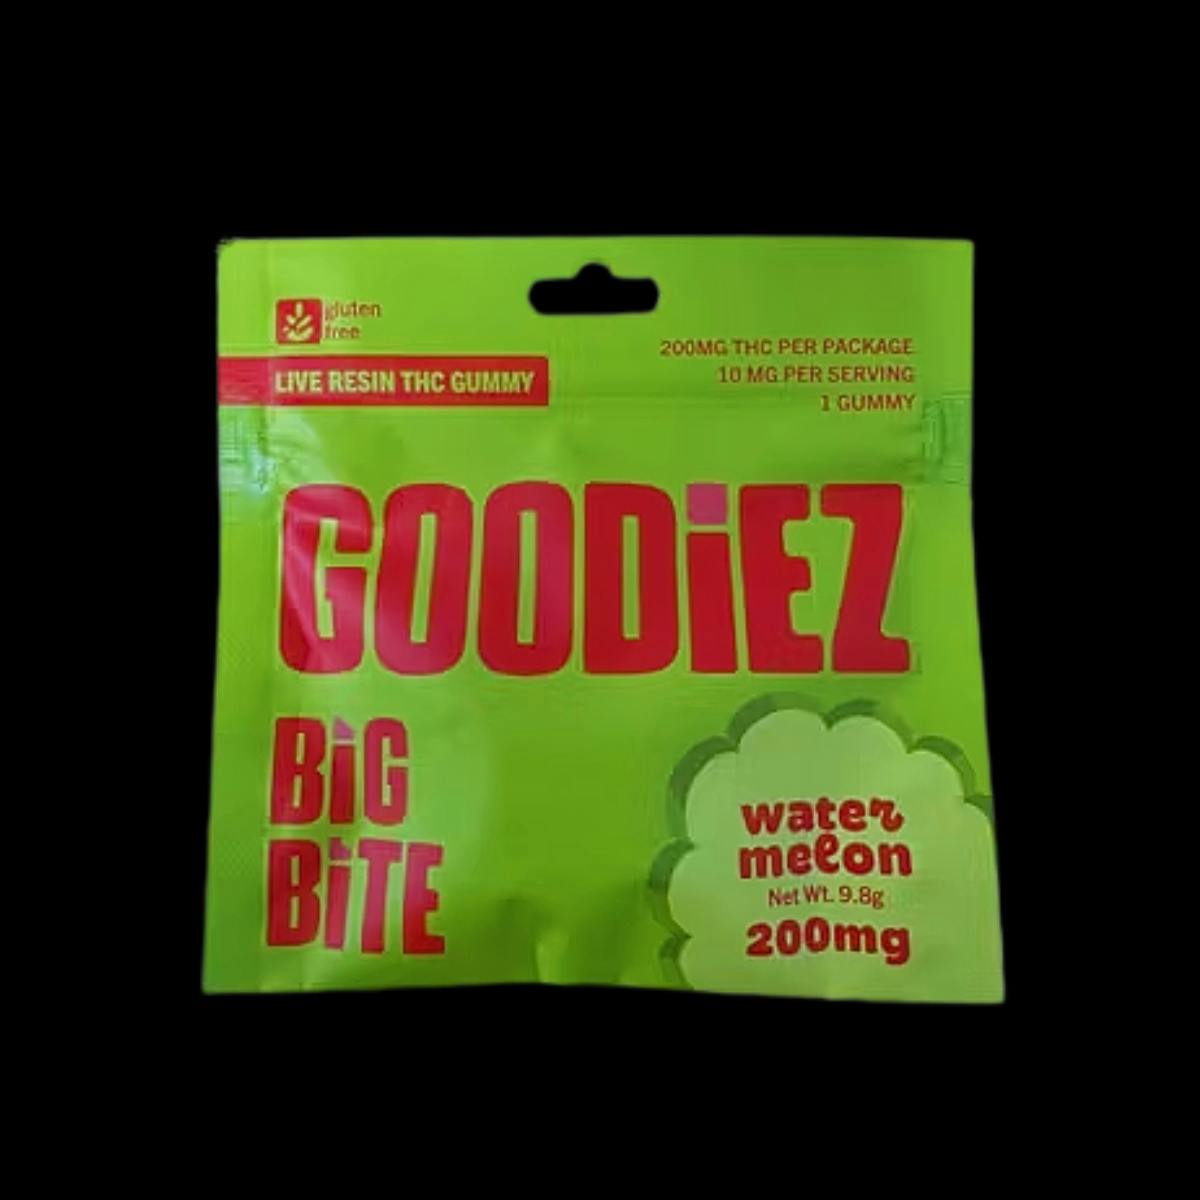 gluten
free
LiVE RESIN THC GUMMY
200MG THC PER PACKAGE
10 MG PER SERVING
1 GUMMY
GOODiEZ
BiG
BiTE
water
melon
Net Wt. 9.8g
200mg